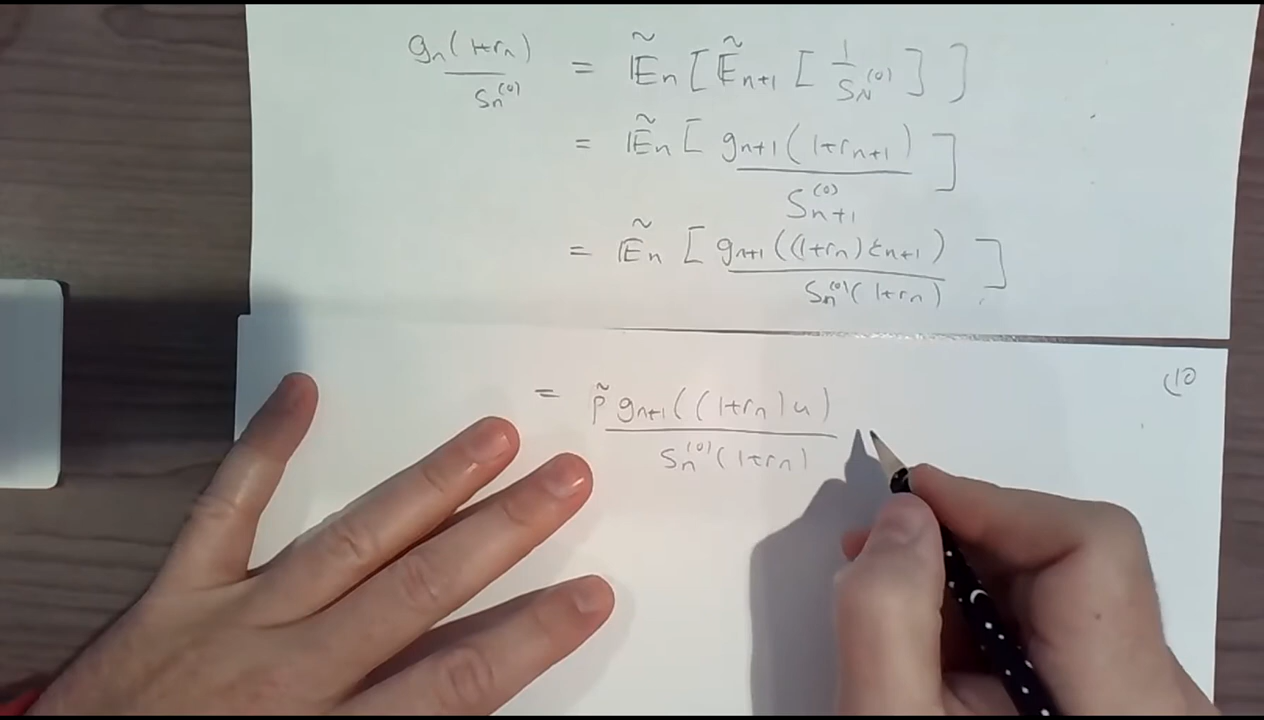 gₙ(1+rₙ) / Sₙ⁽⁰⁾ = Ẽₙ [ Ẽₙ₊₁ [ 1 / S_N⁽⁰⁾ ] ]
= Ẽₙ [ gₙ₊₁(1+rₙ₊₁) / Sₙ₊₁⁽⁰⁾ ]
= Ẽₙ [ gₙ₊₁((1+rₙ)ξₙ₊₁) / Sₙ⁽⁰⁾(1+rₙ) ]
(10
= p̃ gₙ₊₁((1+rₙ)u) / Sₙ⁽⁰⁾(1+rₙ)